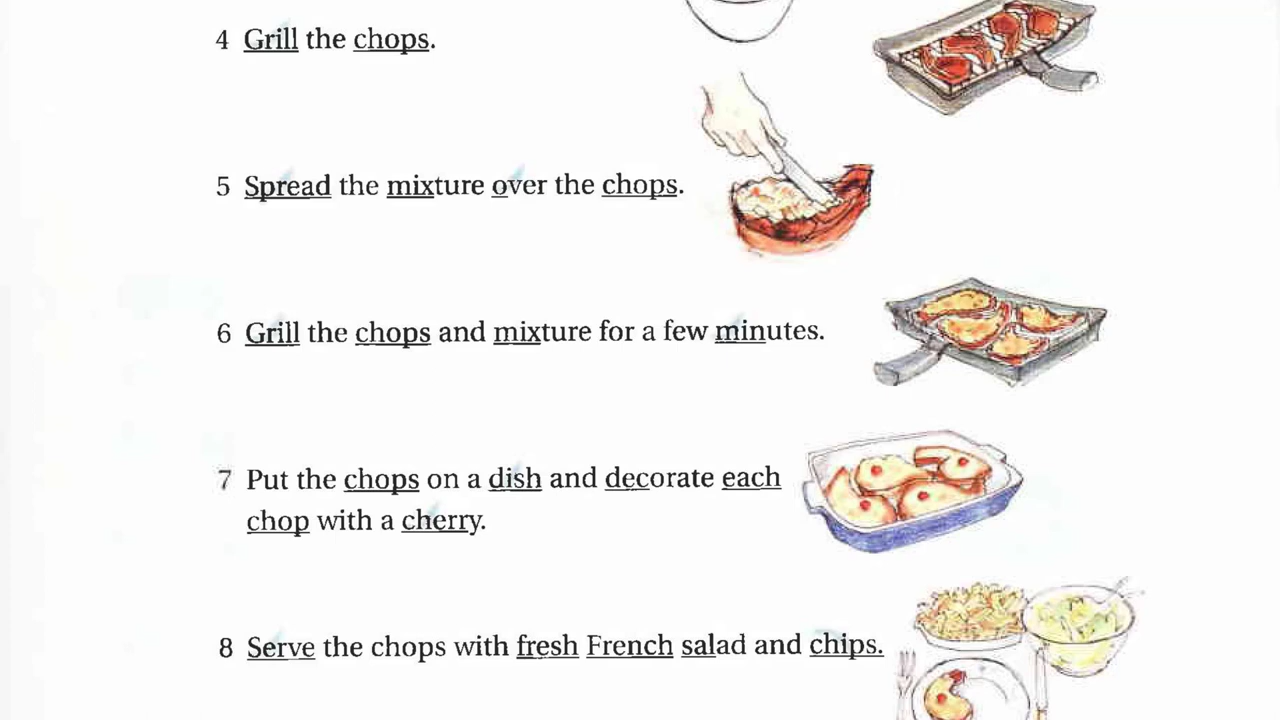 4 Grill the chops.
5 Spread the mixture over the chops.
6 Grill the chops and mixture for a few minutes.
7 Put the chops on a dish and decorate each
chop with a cherry.
8 Serve the chops with fresh French salad and chips.